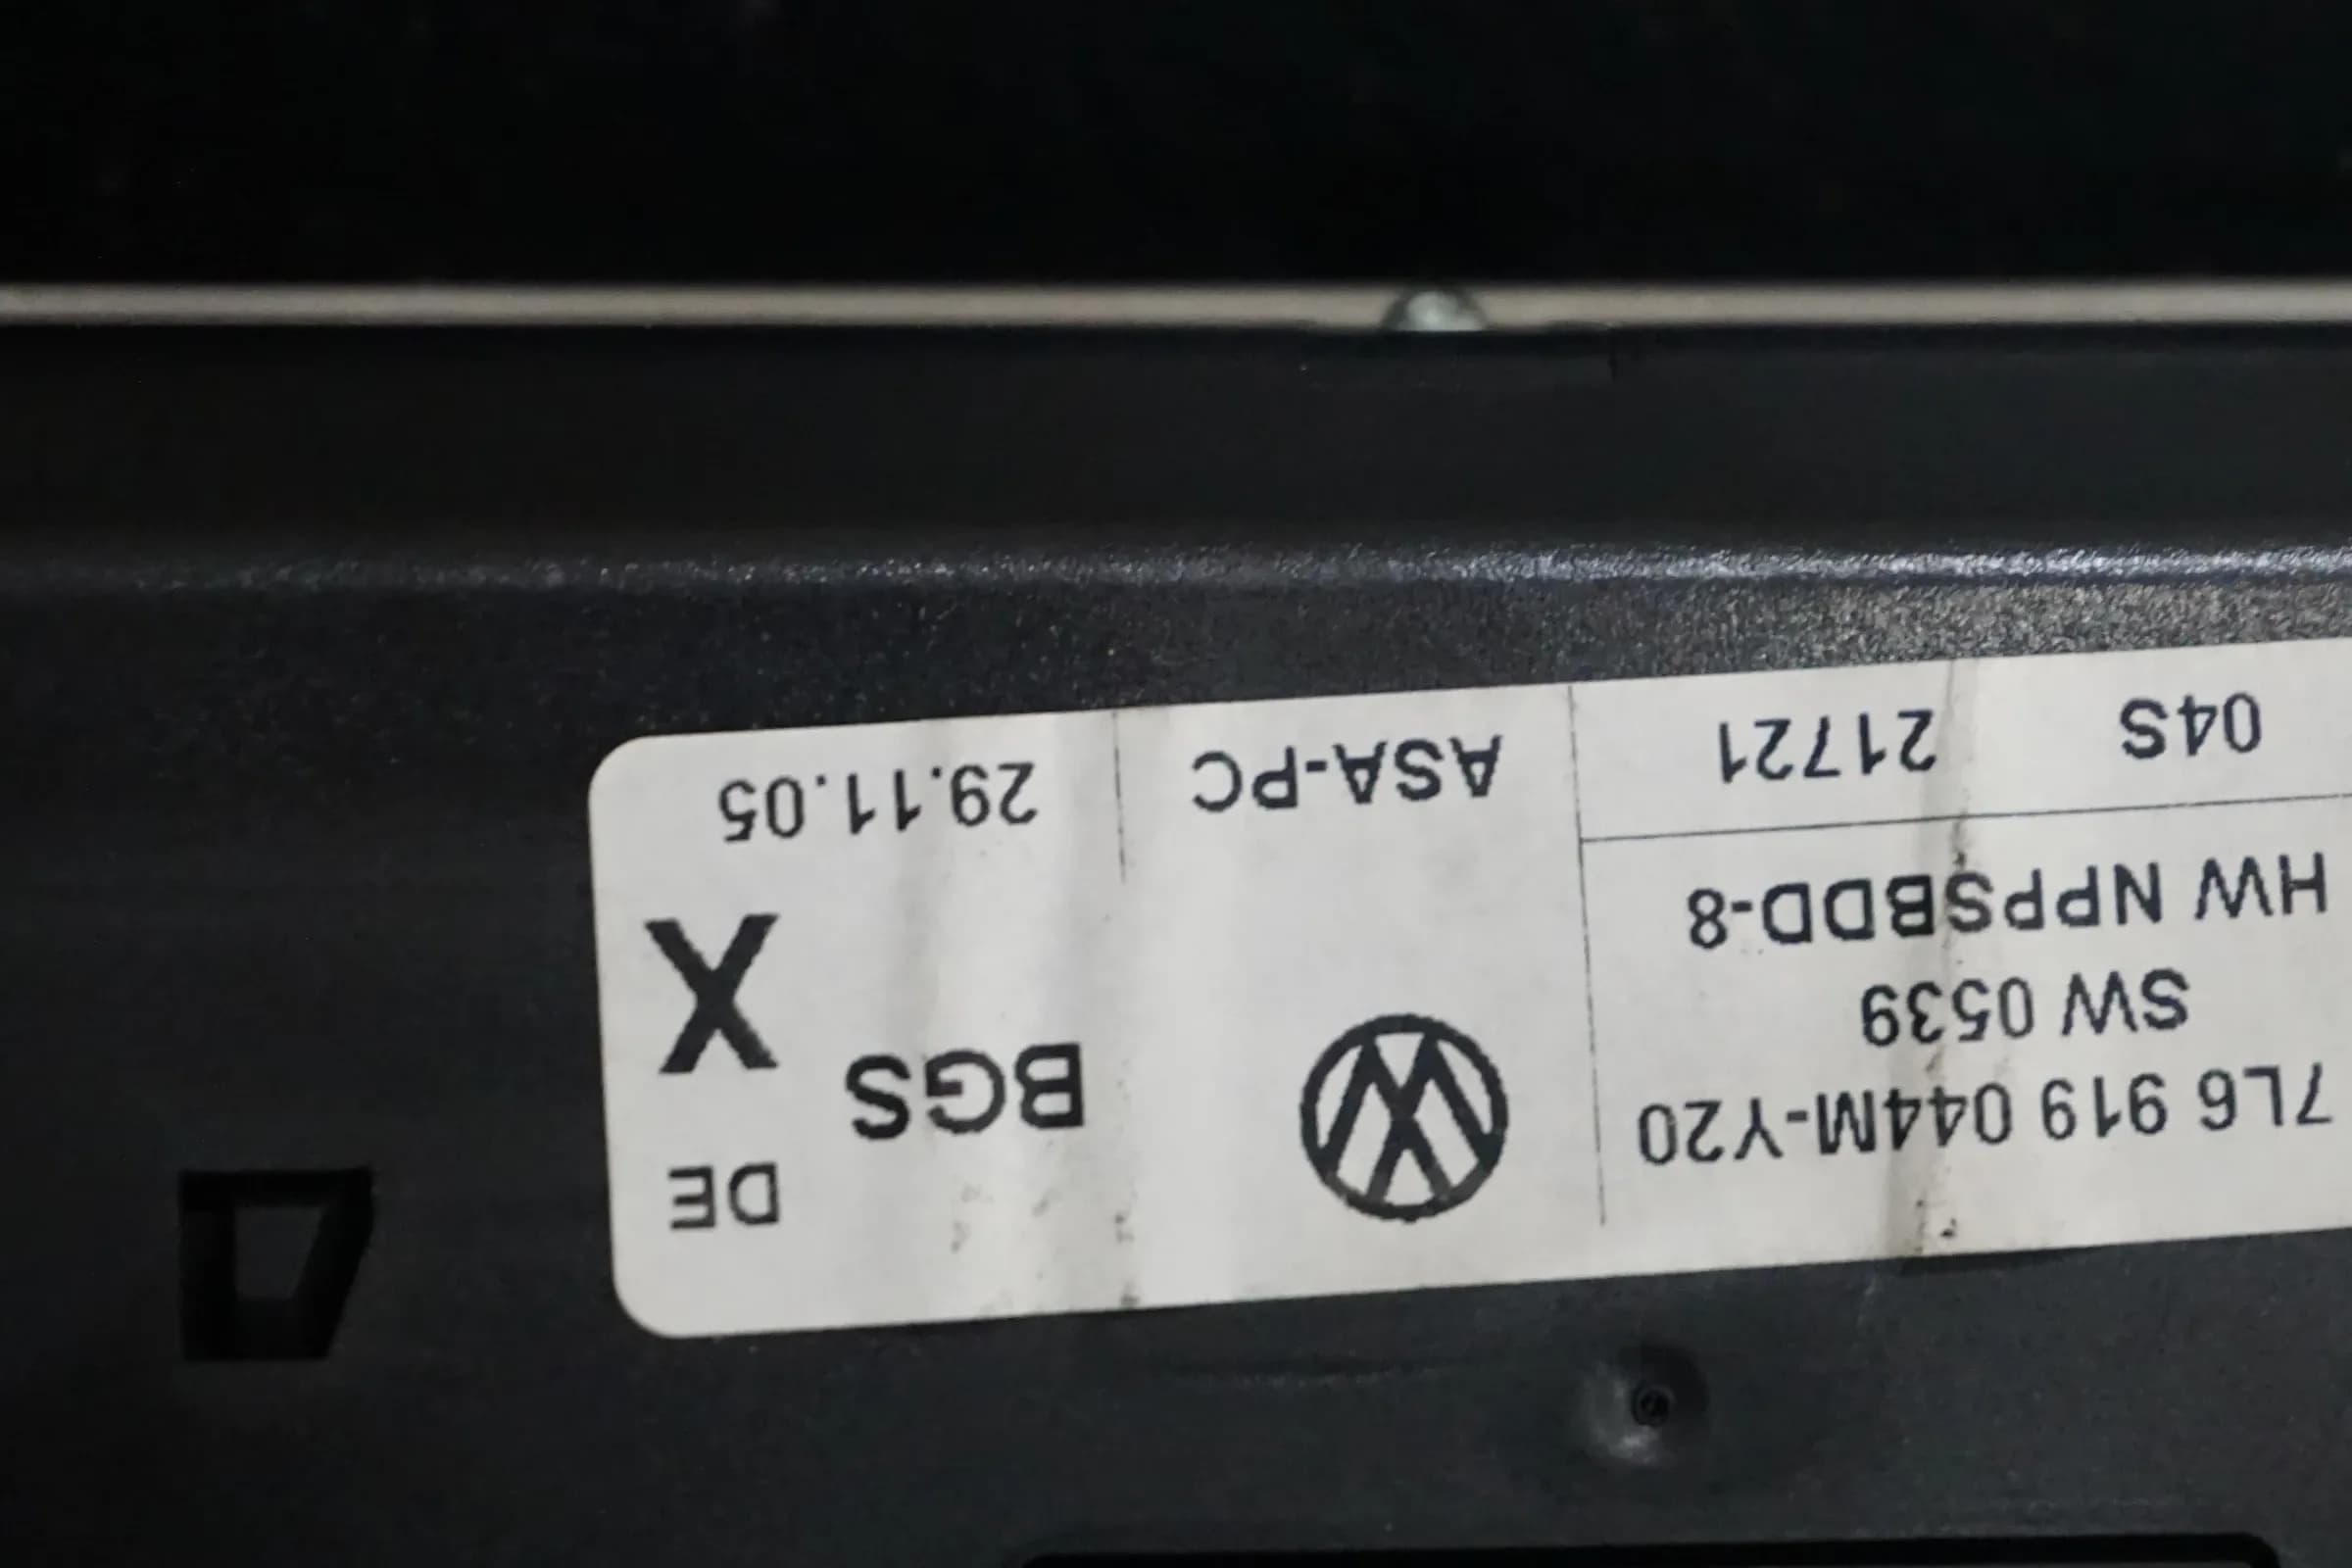 7L6 919 044M-Y20
SW 0539
HW NPPSBDD-8
04S 21721
BGS
DE
X
ASA-PC
29.11.05